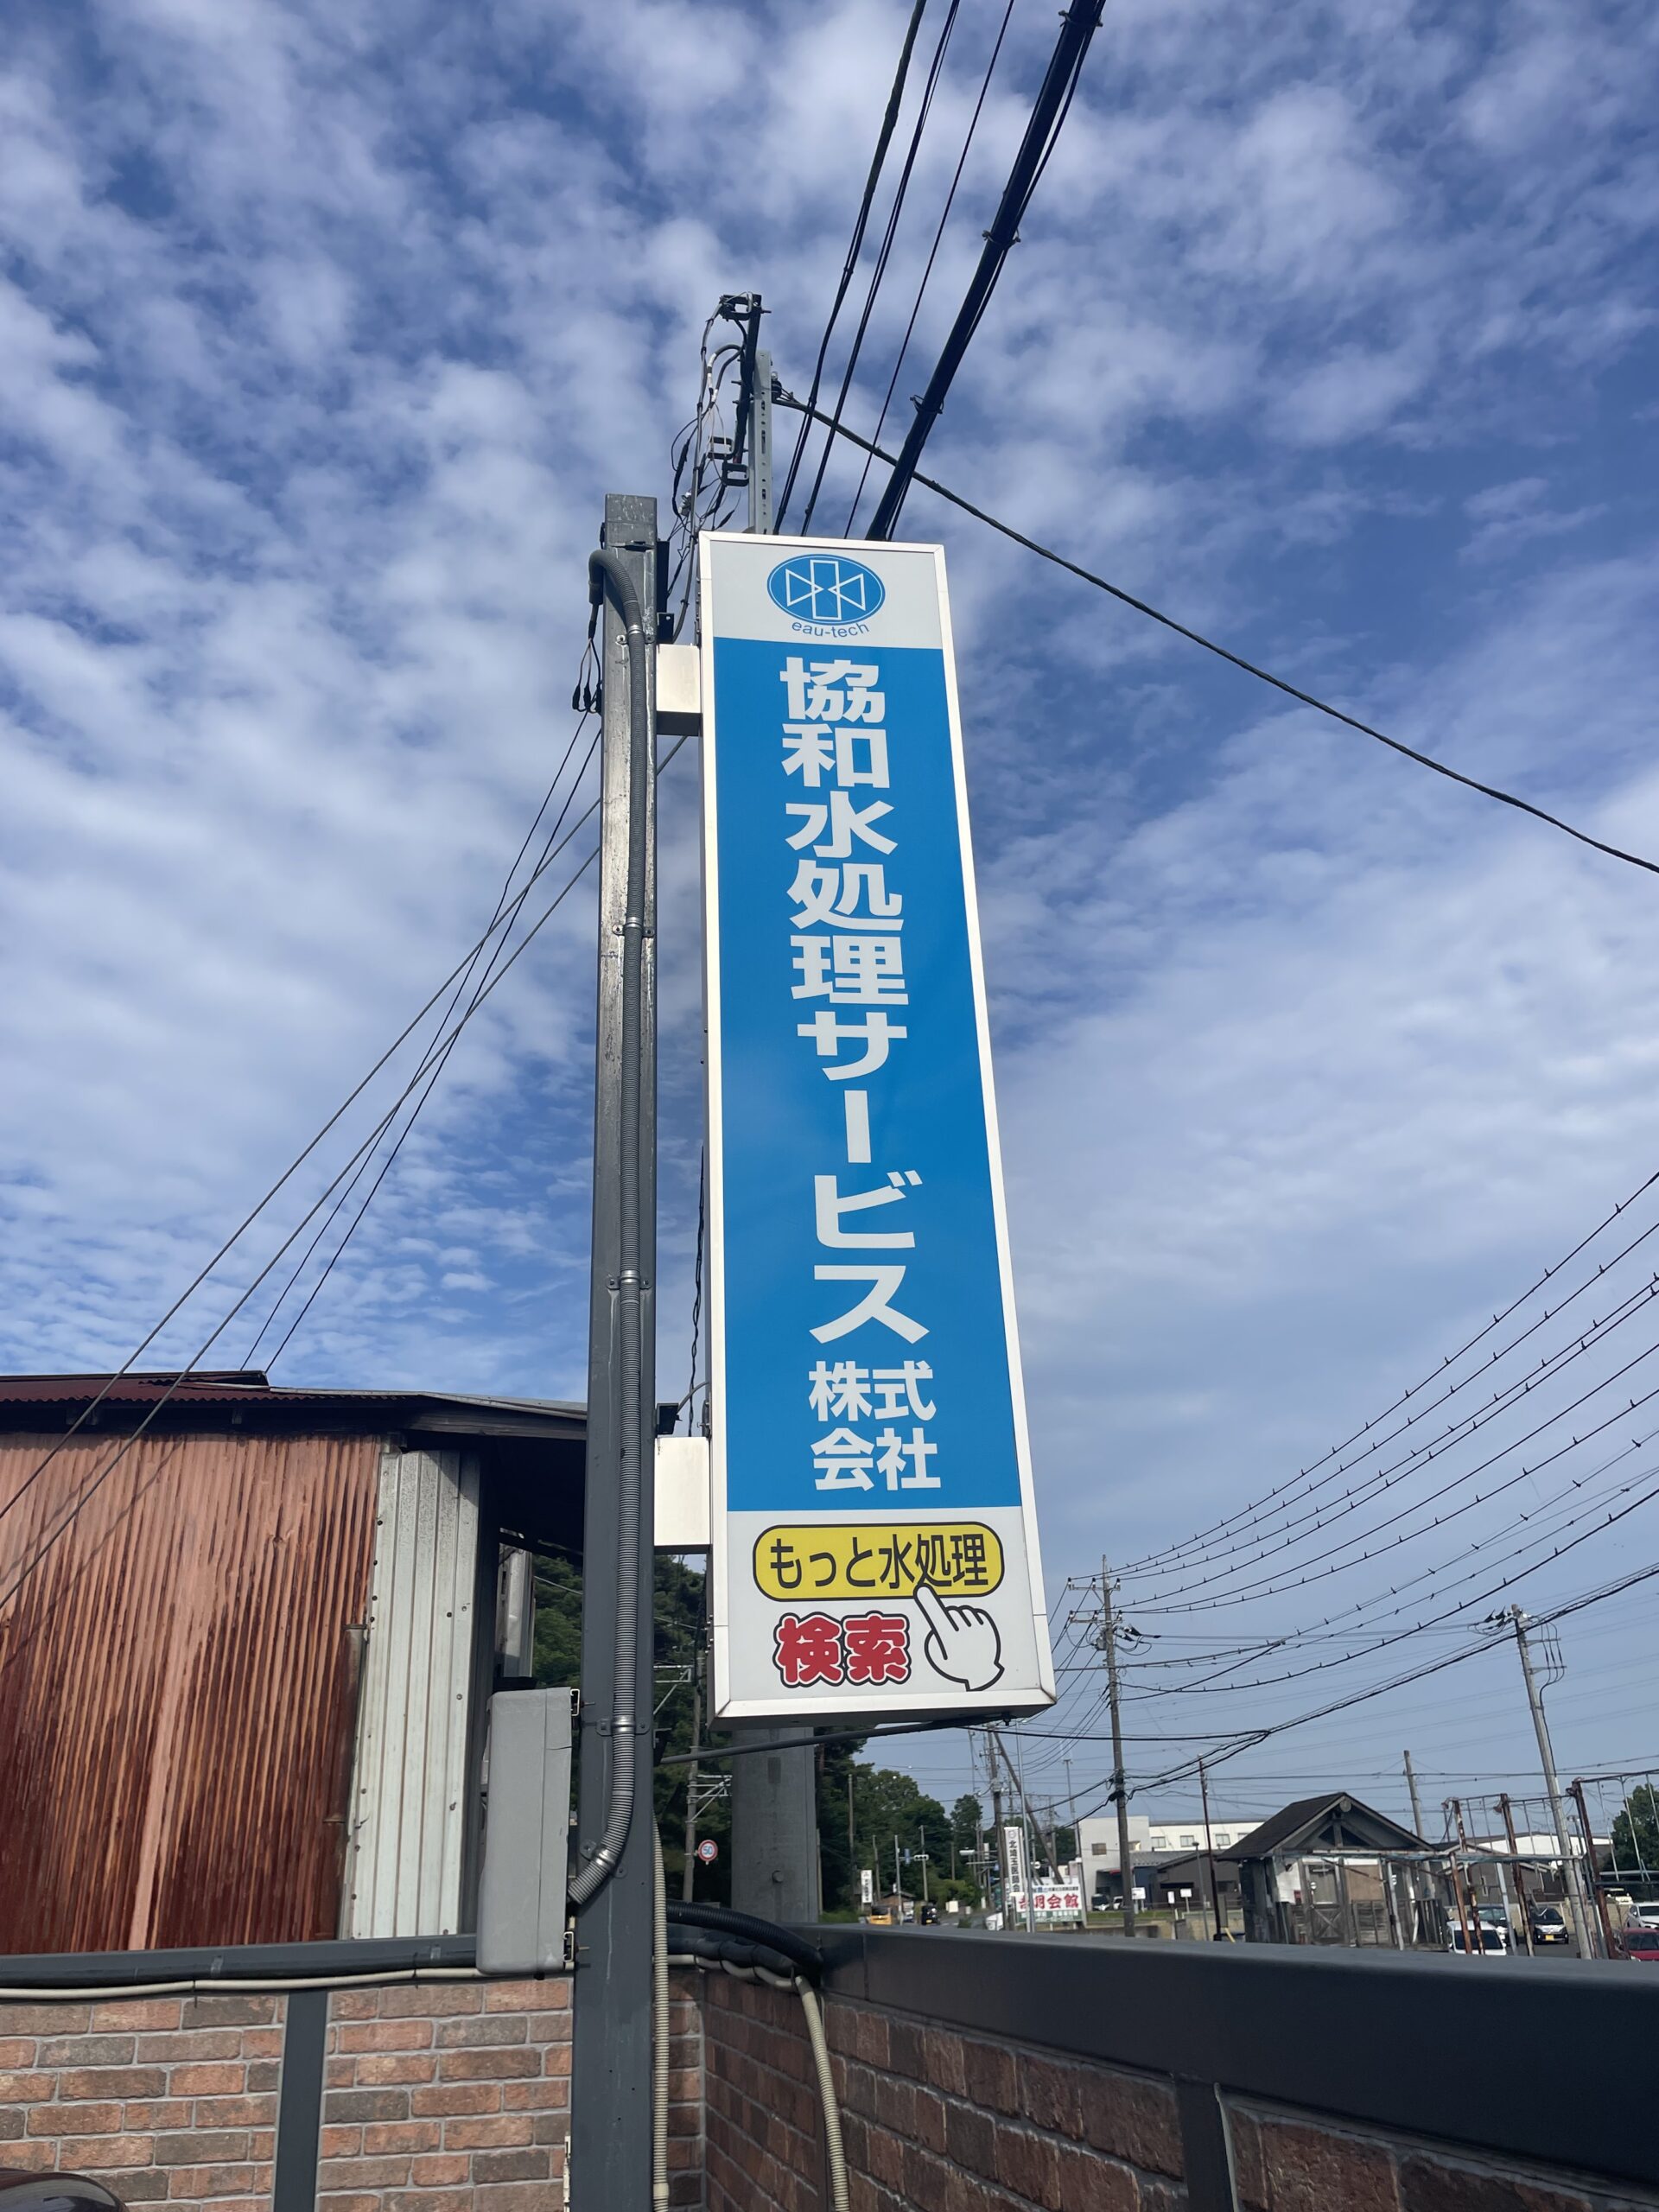 eau-tech
協和水処理サービス
株式
会社
もっと水処理
検索
50